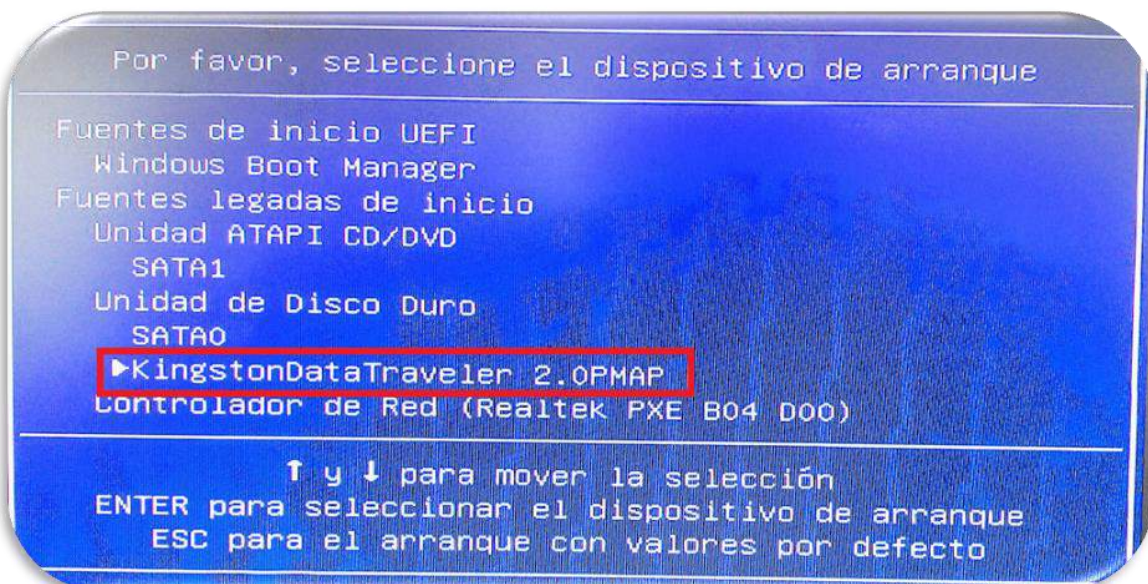 Por favor, seleccione el dispositivo de arranque
Fuentes de inicio UEFI
Windows Boot Manager
Fuentes legadas de inicio
Unidad ATAPI CD/DVD
SATA1
Unidad de Disco Duro
SATA0
►KingstonDataTraveler 2.0PMAP
Controlador de Red (Realtek PXE B04 D00)
↑ y ↓ para mover la selección
ENTER para seleccionar el dispositivo de arranque
ESC para el arranque con valores por defecto